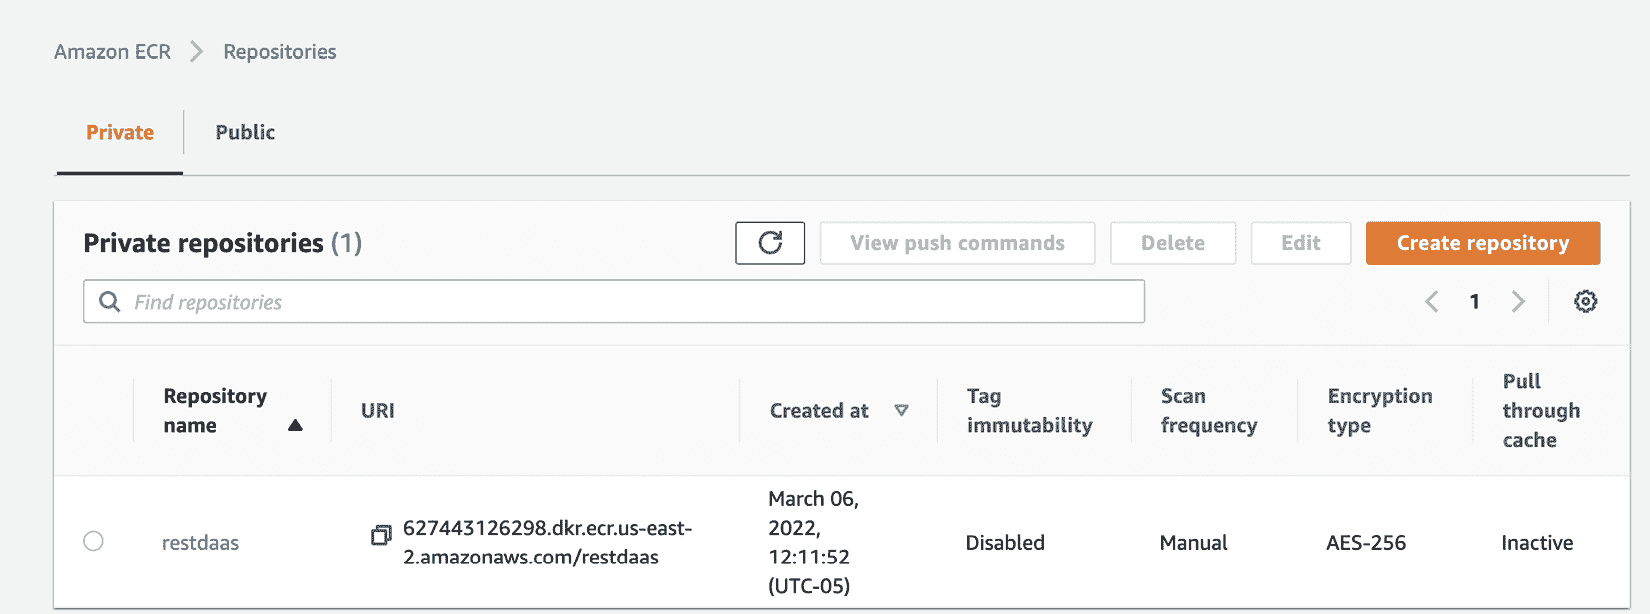 Amazon ECR Repositories
Private Public
Private repositories (1) View push commands Delete Edit Create repository
Find repositories 1
Repository name URI Created at Tag immutability Scan frequency Encryption type Pull through cache
restdaas 627443126298.dkr.ecr.us-east-2.amazonaws.com/restdaas March 06, 2022, 12:11:52 (UTC-05) Disabled Manual AES-256 Inactive